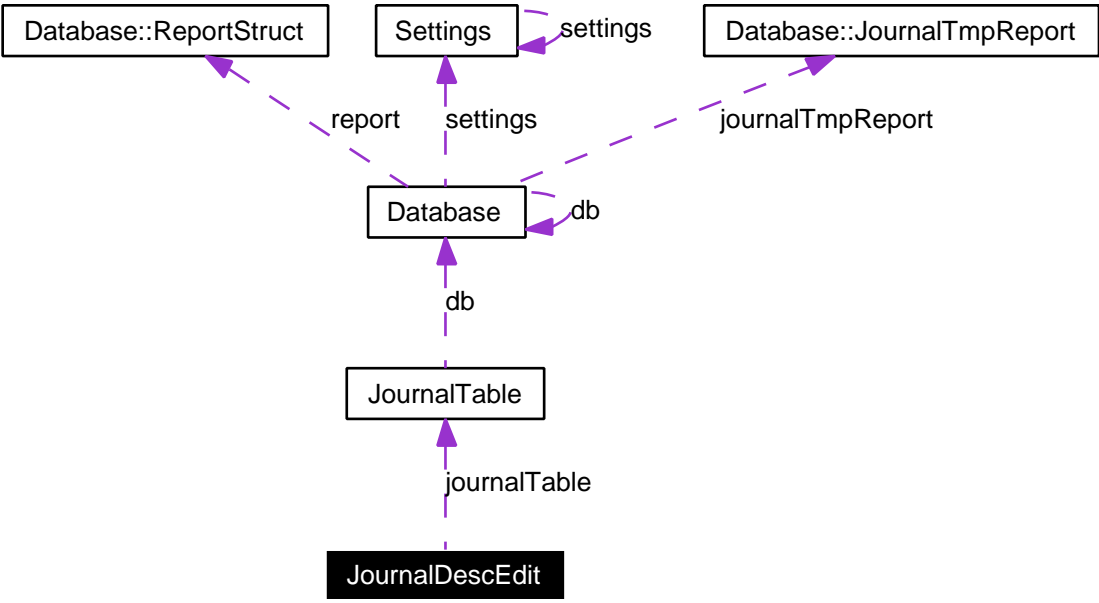 Database::ReportStruct
Settings
settings
Database::JournalTmpReport
report
settings
journalTmpReport
Database
db
db
JournalTable
journalTable
JournalDescEdit